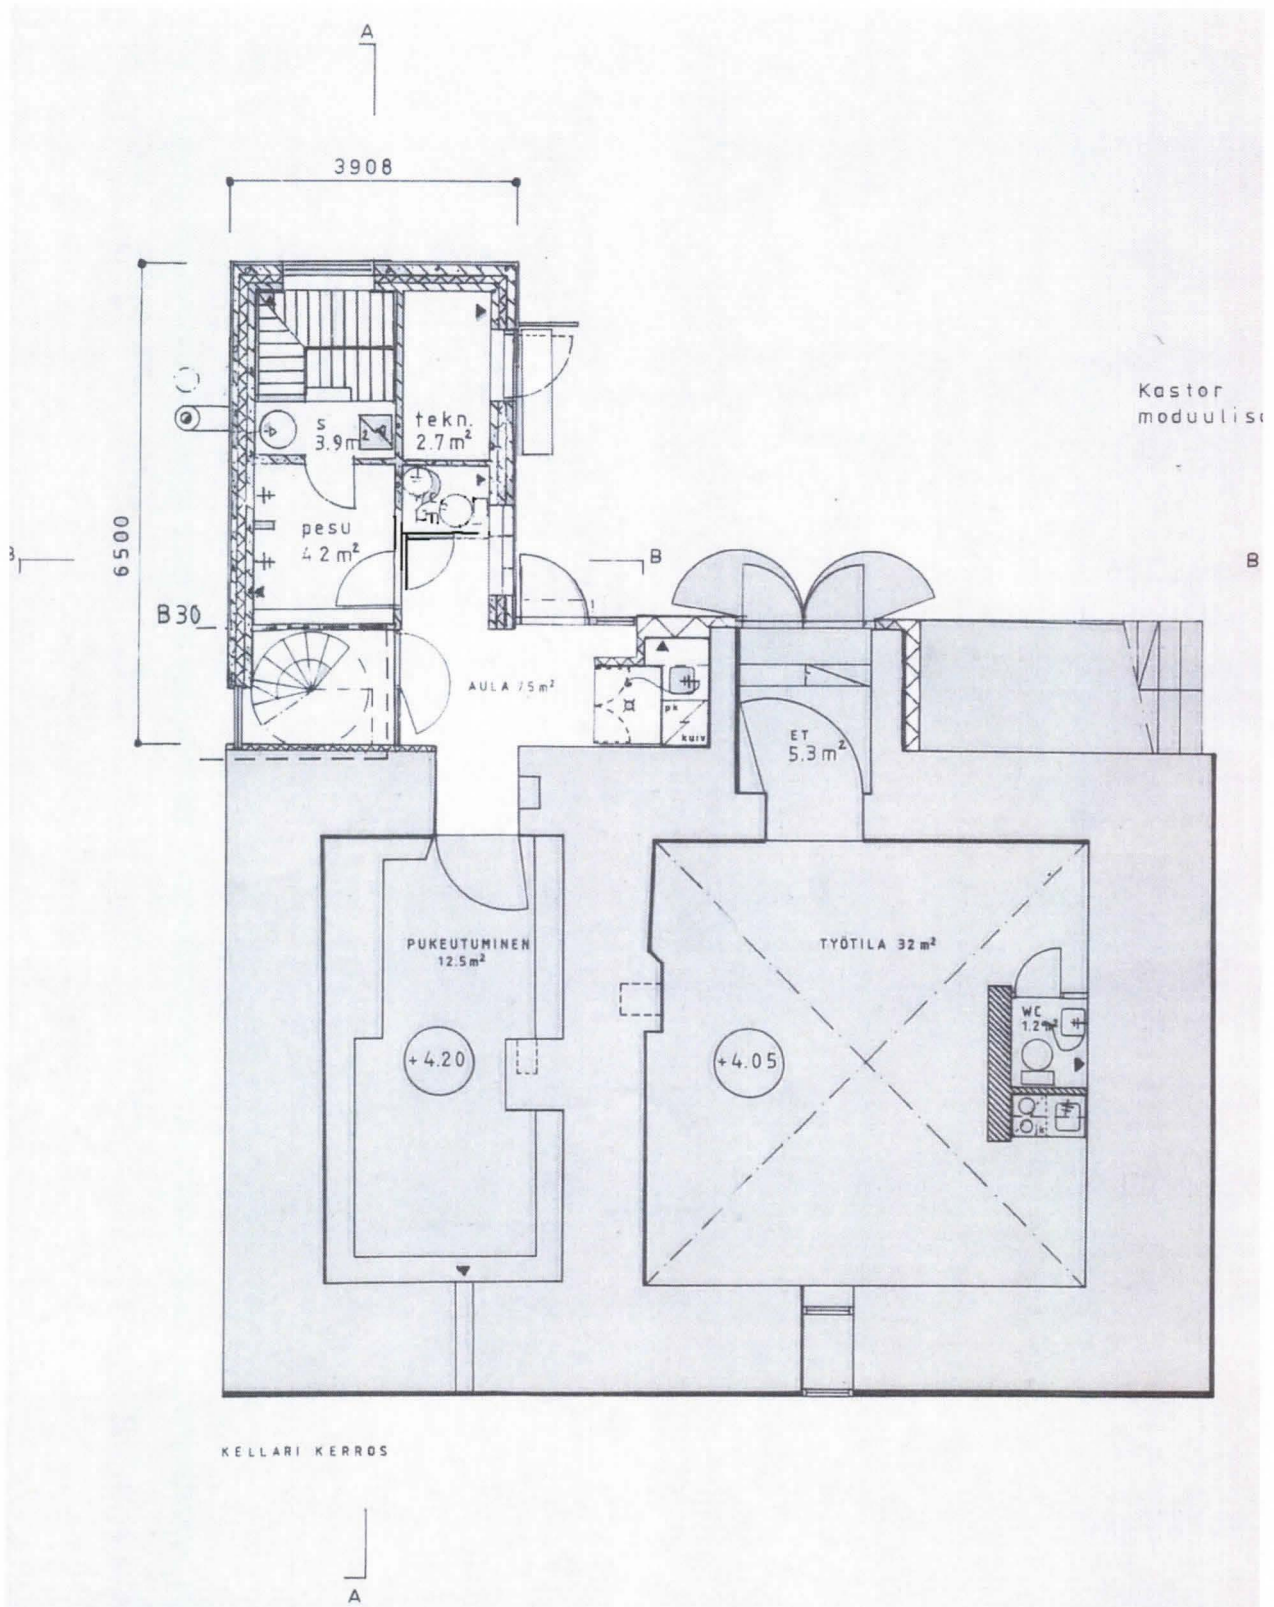 A
3908
Kastor
moduulis
s
3.9m²
tekn.
2.7m²
6500
pesu
4.2m²
B
B
B
B30
AULA 7.5m²
pk
kuiv
ET
5.3m²
PUKEUTUMINEN
12.5m²
TYÖTILA 32m²
WC
1.2m²
+4.20
+4.05
KELLARI KERROS
A